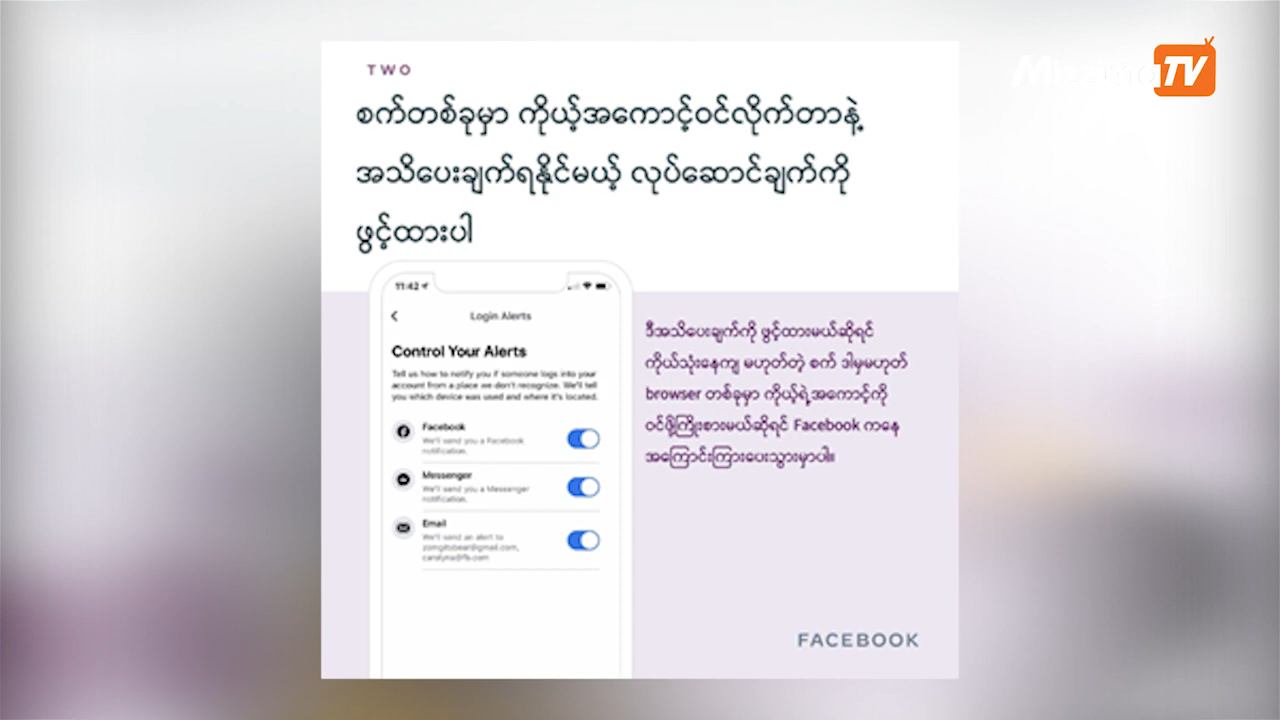 Mizzima TV
TWO
စက်တစ်ခုမှာ ကိုယ့်အကောင့်ဝင်လိုက်တာနဲ့
အသိပေးချက်ရနိုင်မယ့် လုပ်ဆောင်ချက်ကို
ဖွင့်ထားပါ
11:42
Login Alerts
Control Your Alerts
Tell us how to notify you if someone logs into your
account from a place we don't recognize. We'll tell
you which device was used and where it's located.
Facebook
We'll send you a Facebook
notification.
Messenger
We'll send you a Messenger
notification.
Email
We'll send an alert to
zomgitsbear@gmail.com,
carolyna@fb.com
ဒီအသိပေးချက်ကို ဖွင့်ထားမယ်ဆိုရင်
ကိုယ်သုံးနေကျ မဟုတ်တဲ့ စက် ဒါမှမဟုတ်
browser တစ်ခုမှာ ကိုယ့်ရဲ့အကောင့်ကို
ဝင်ဖို့ကြိုးစားမယ်ဆိုရင် Facebook ကနေ
အကြောင်းကြားပေးသွားမှာပါ။
FACEBOOK